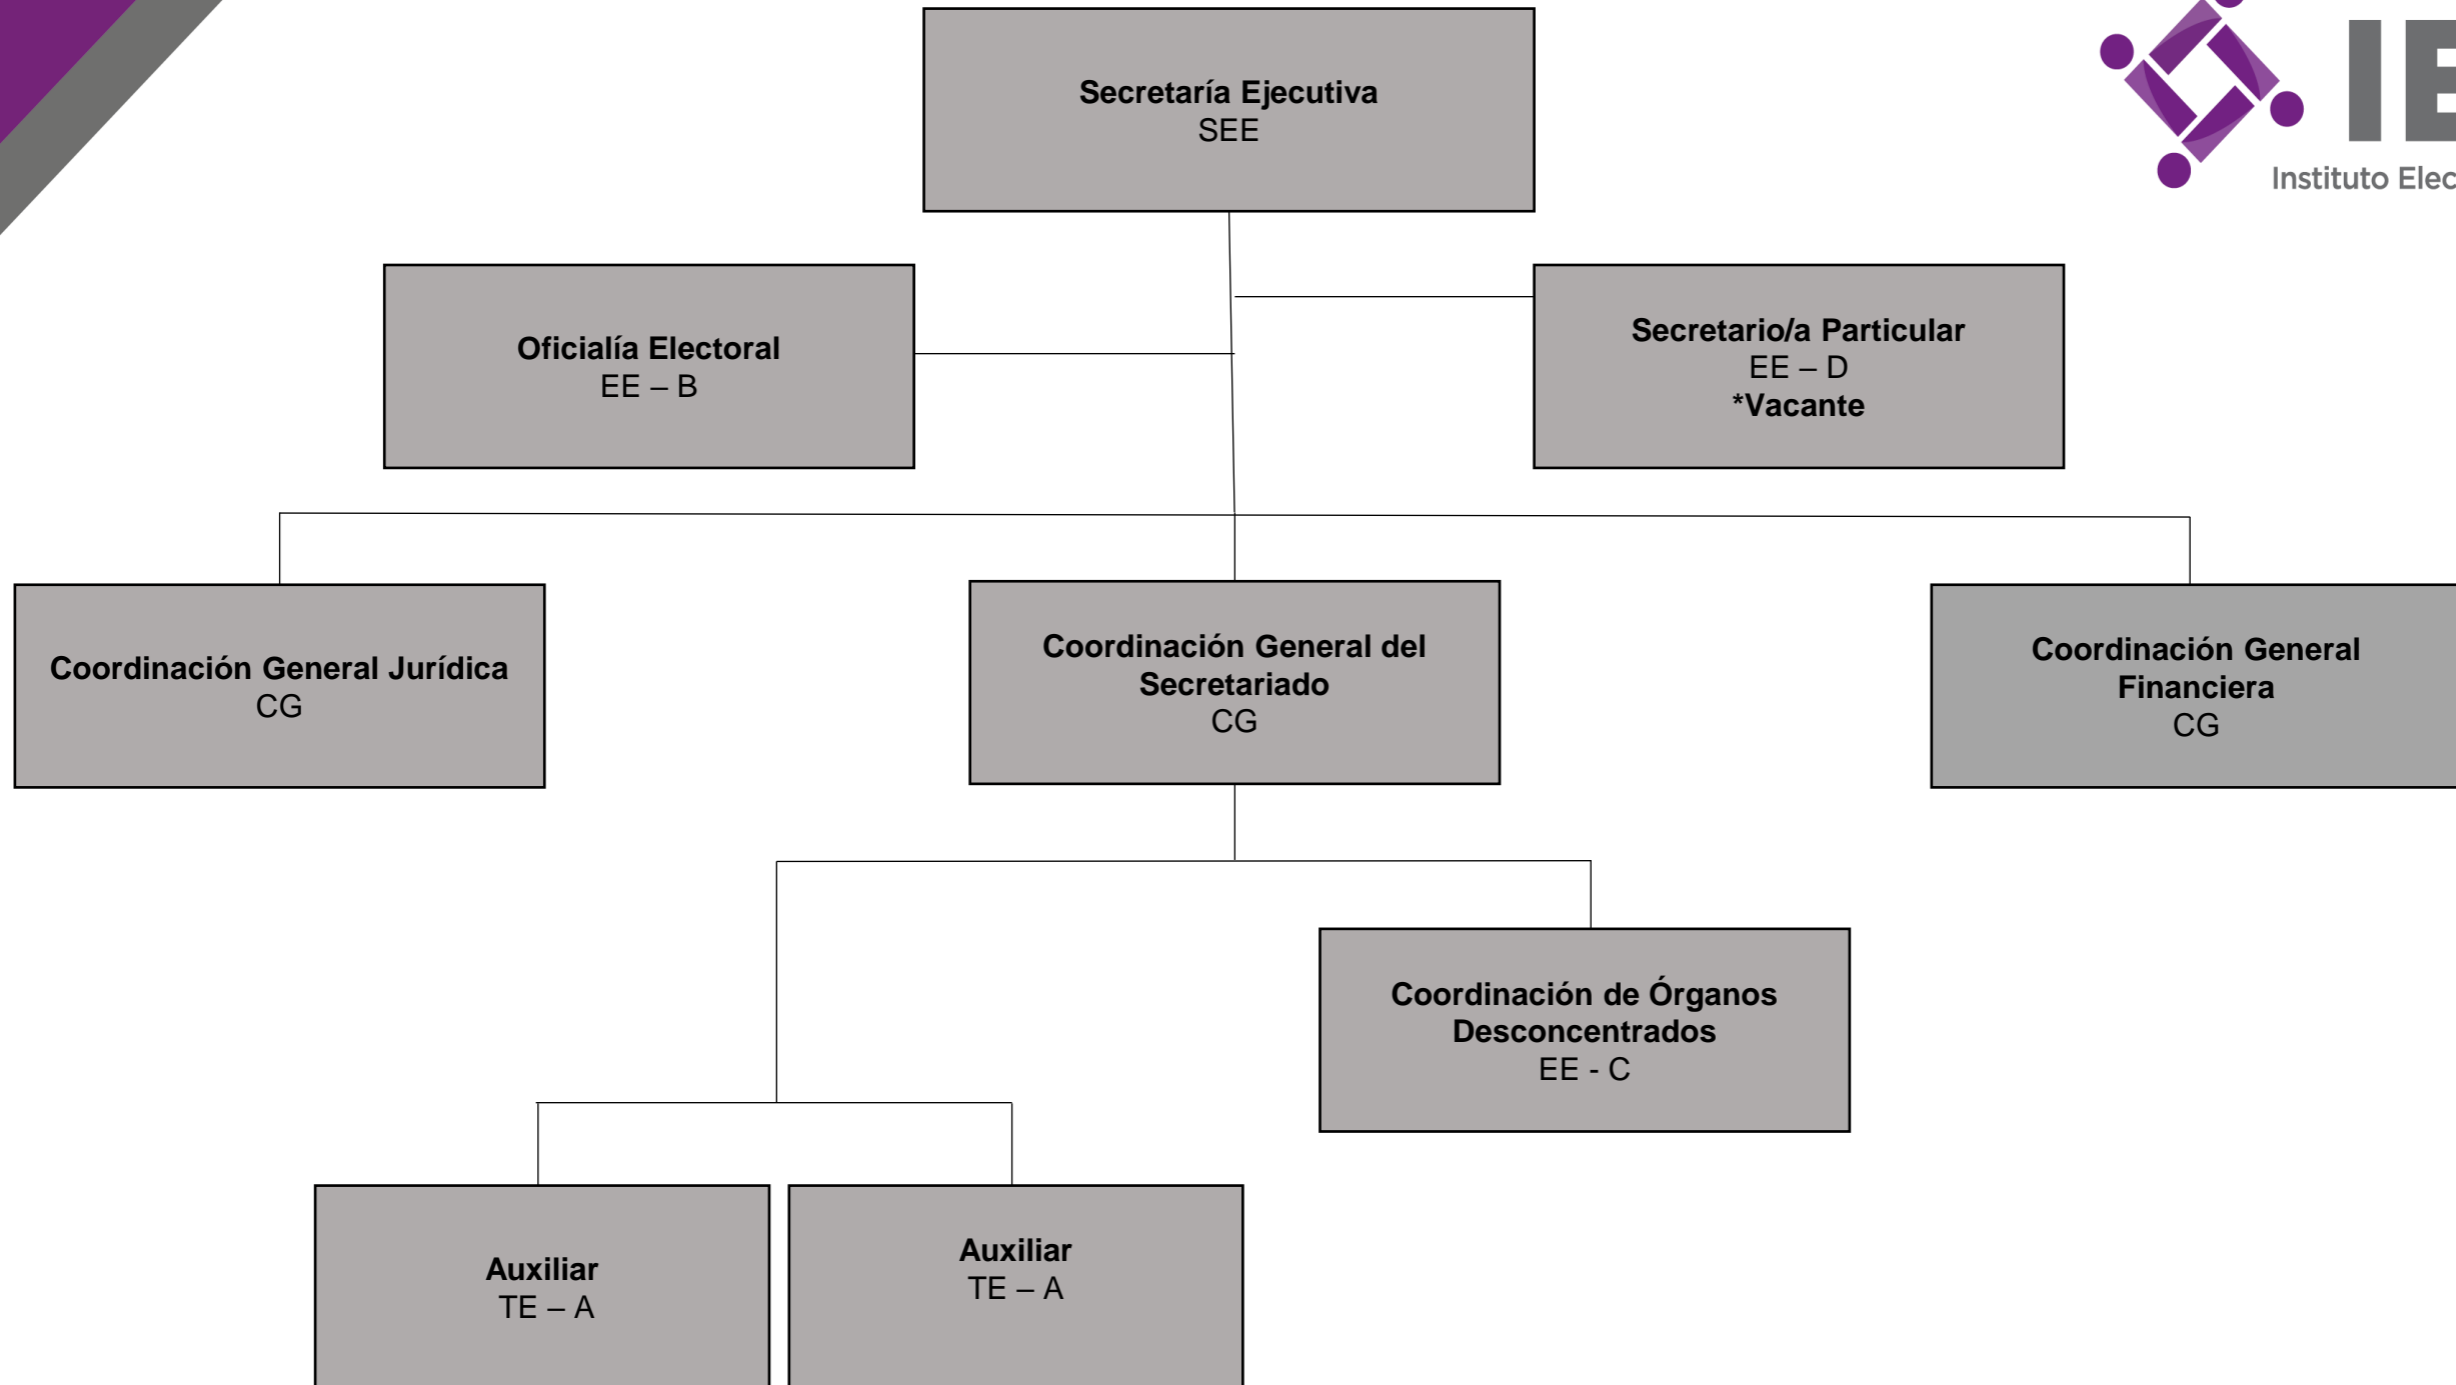 Secretaría Ejecutiva
SEE
Instituto
Oficialía Electoral
EE – B
Secretario/a Particular
EE – D
*Vacante
Coordinación General Jurídica
CG
Coordinación General del
Secretariado
CG
Coordinación General
Financiera
CG
Coordinación de Órganos
Desconcentrados
EE - C
Auxiliar
TE – A
Auxiliar
TE – A